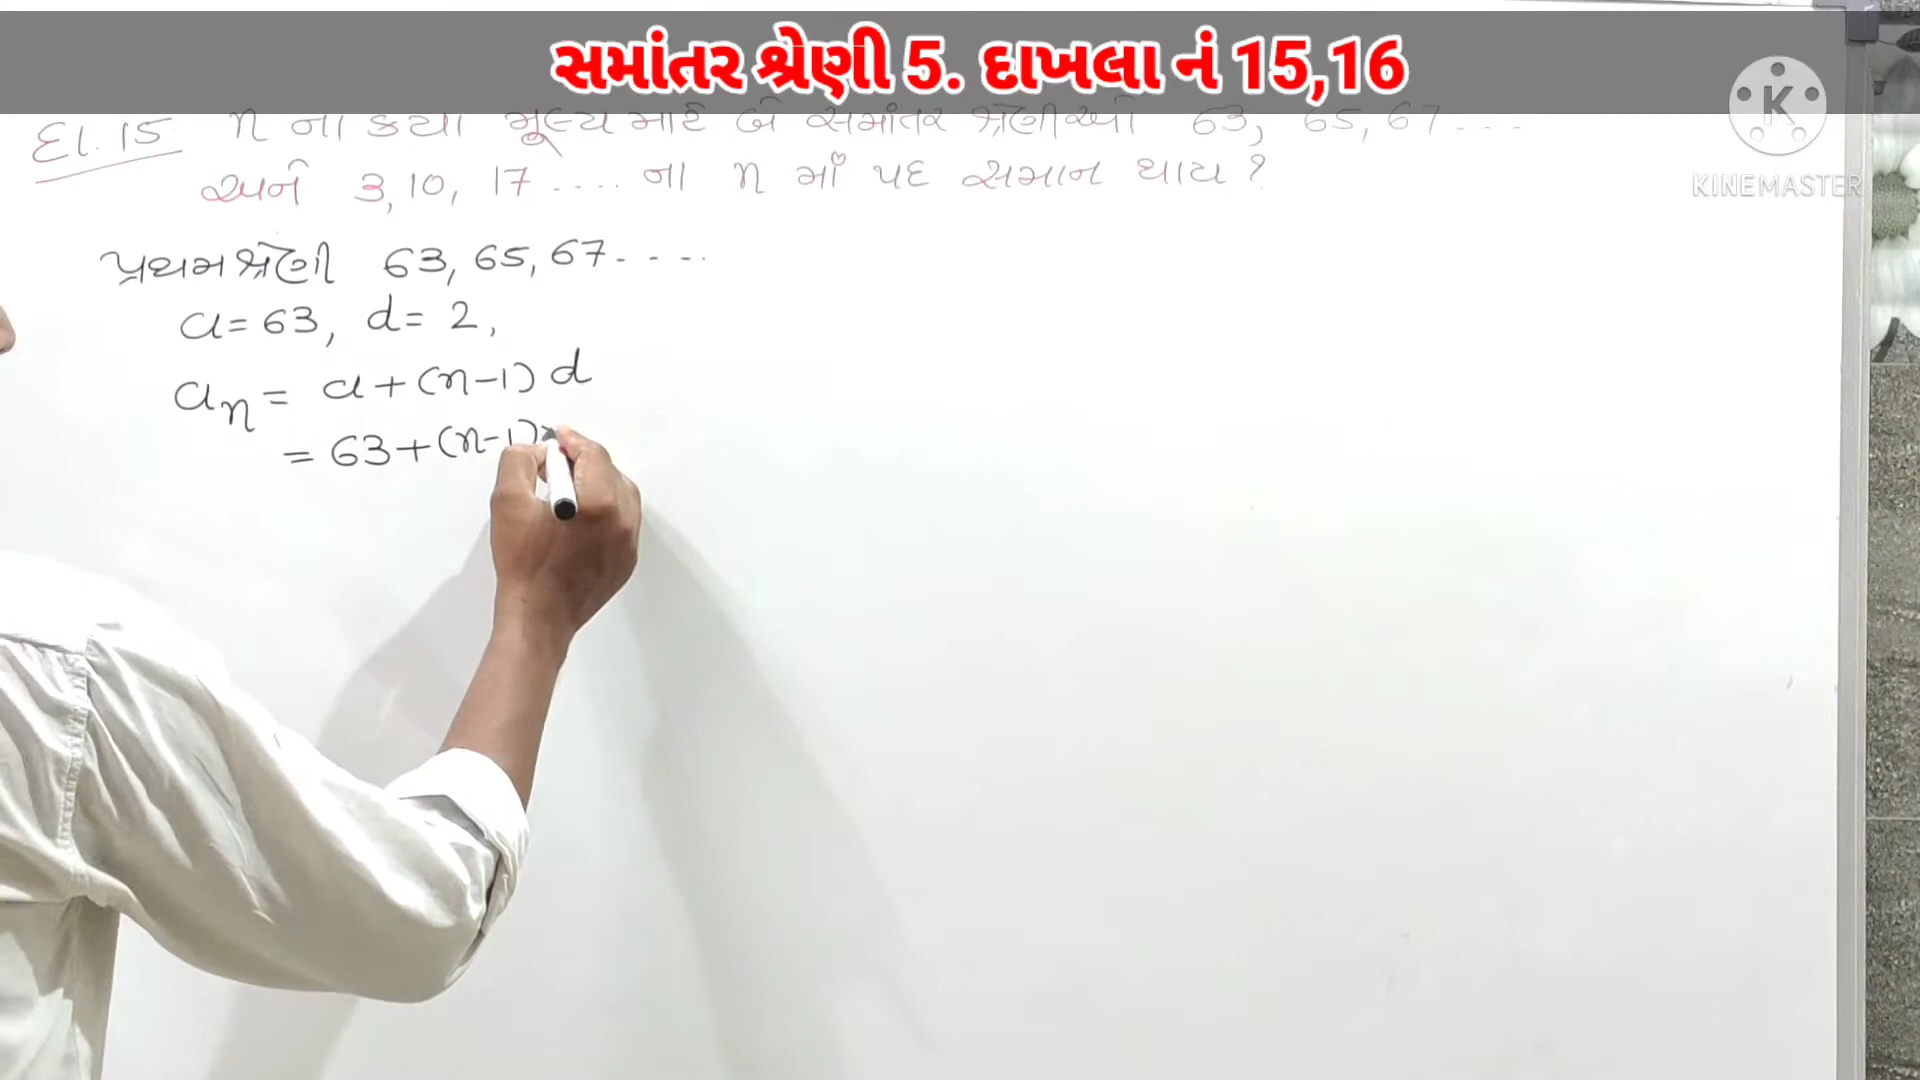 સમાંતર શ્રેણી 5. દાખલા નં 15,16
K
KINEMASTER
દા. 15 n ના કયા મૂલ્ય માટે બે સમાંતર શ્રેણીઓ 63, 65, 67 ....
અને 3, 10, 17 .... ના n માં પદ સમાન થાય ?
પ્રથમ શ્રેણી 63, 65, 67 - - - -
a = 63, d = 2,
aₙ = a + (n-1) d
= 63 + (n-1)